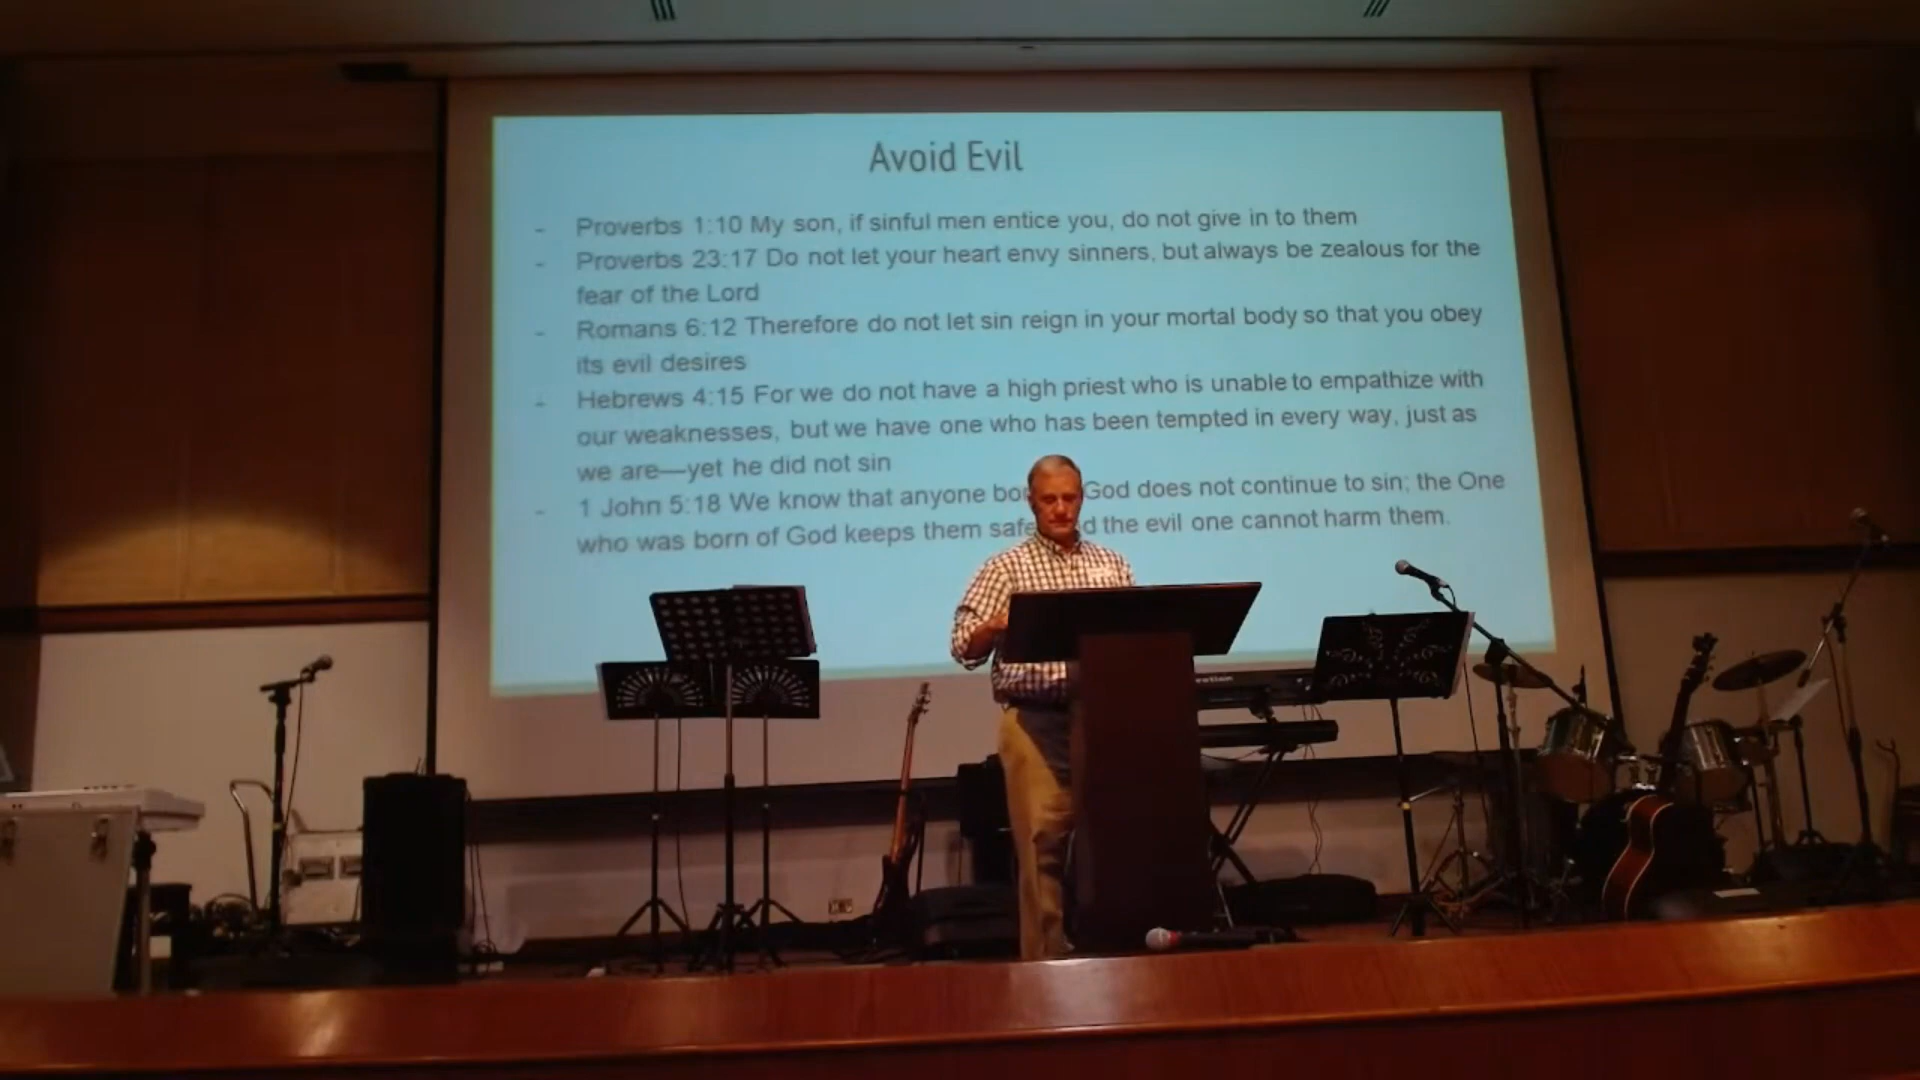 Avoid Evil
- Proverbs 1:10 My son, if sinful men entice you, do not give in to them
- Proverbs 23:17 Do not let your heart envy sinners, but always be zealous for the
fear of the Lord
- Romans 6:12 Therefore do not let sin reign in your mortal body so that you obey
its evil desires
- Hebrews 4:15 For we do not have a high priest who is unable to empathize with
our weaknesses, but we have one who has been tempted in every way, just as
we are—yet he did not sin
- 1 John 5:18 We know that anyone God does not continue to sin; the One
who was born of God keeps them safe the evil one cannot harm them.